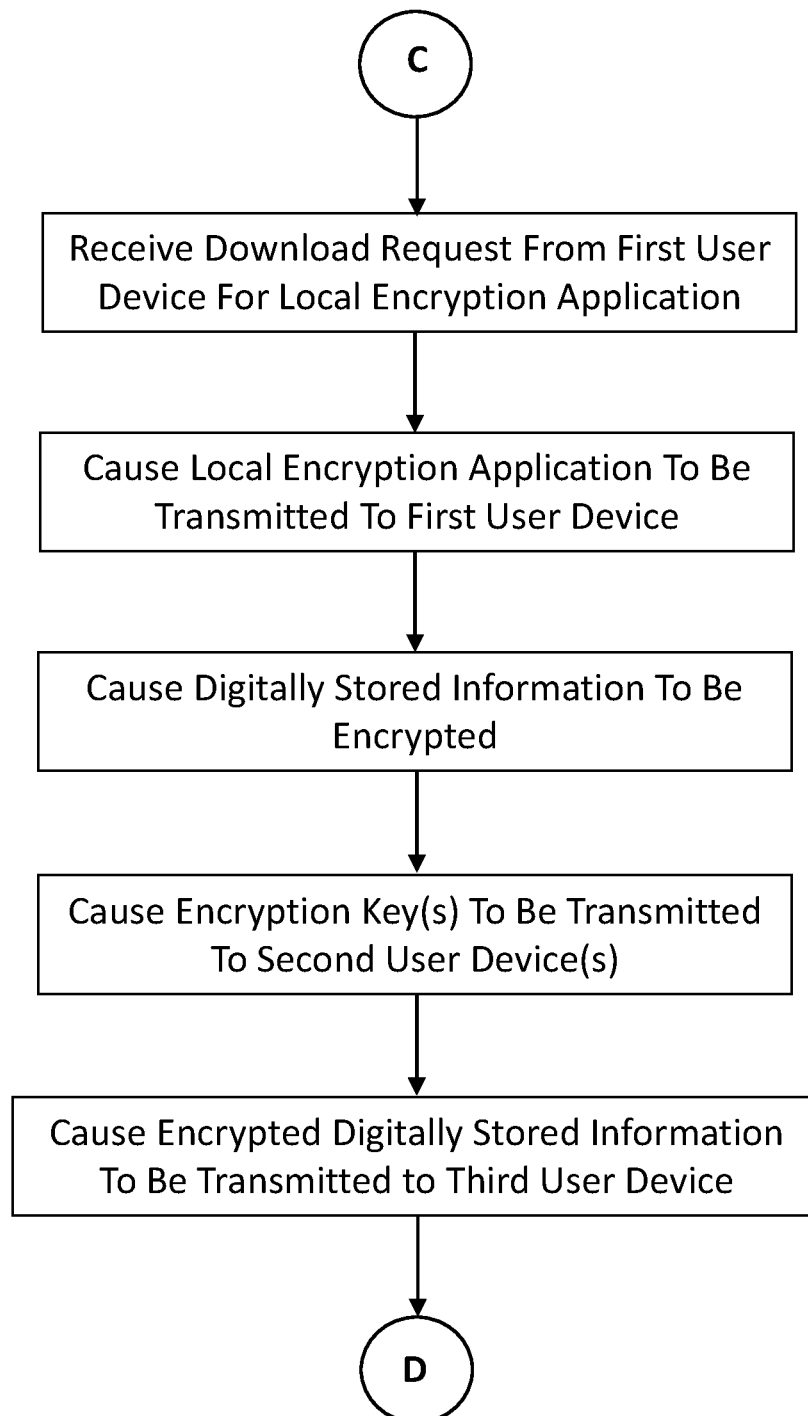 C
Receive Download Request From First User
Device For Local Encryption Application
Cause Local Encryption Application To Be
Transmitted To First User Device
Cause Digitally Stored Information To Be
Encrypted
Cause Encryption Key(s) To Be Transmitted
To Second User Device(s)
Cause Encrypted Digitally Stored Information
To Be Transmitted to Third User Device
D